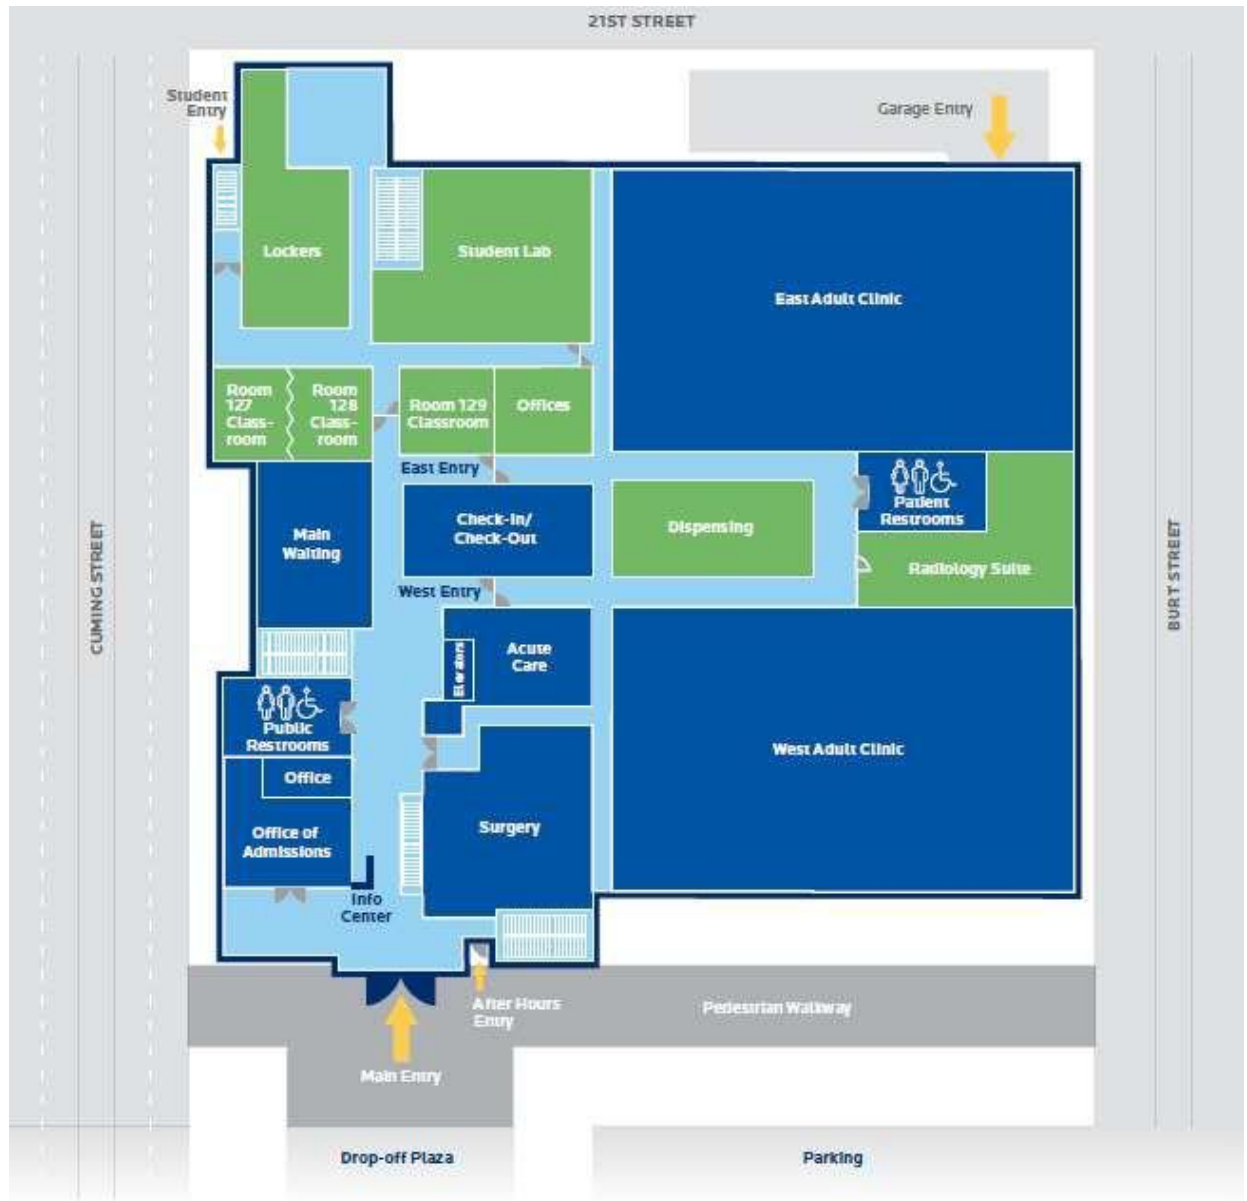 21ST STREET
Student
Entry
Garage Entry
Lockers
Student Lab
East Adult Clinic
Room
127
Class-
room
Room
128
Class-
room
Room 129
Classroom
Offices
East Entry
Patient
Restrooms
Main
Waiting
Check-In/
Check-Out
Dispensing
Radiology Suite
CUMING STREET
BURT STREET
West Entry
Acute
Care
Elevators
Public
Restrooms
Office
West Adult Clinic
Office of
Admissions
Surgery
Info
Center
After Hours
Entry
Pedestrian Walkway
Main Entry
Drop-off Plaza
Parking